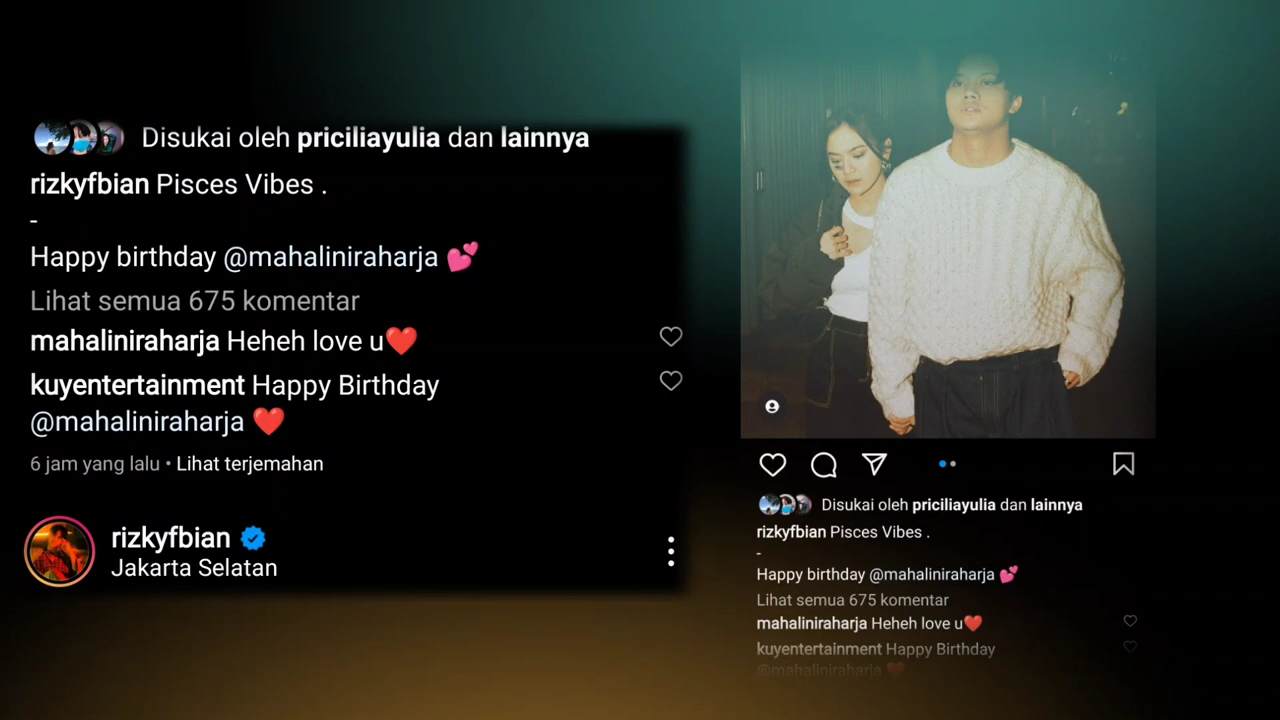 Disukai oleh priciliayulia dan lainnya
rizkyfbian Pisces Vibes .
-
Happy birthday @mahaliniraharja 💕
Lihat semua 675 komentar
mahaliniraharja Heheh love u❤️
kuyentertainment Happy Birthday
@mahaliniraharja ❤️
6 jam yang lalu • Lihat terjemahan
rizkyfbian
Jakarta Selatan
Disukai oleh priciliayulia dan lainnya
rizkyfbian Pisces Vibes .
-
Happy birthday @mahaliniraharja 💕
Lihat semua 675 komentar
mahaliniraharja Heheh love u❤️
kuyentertainment Happy Birthday
@mahaliniraharja ❤️